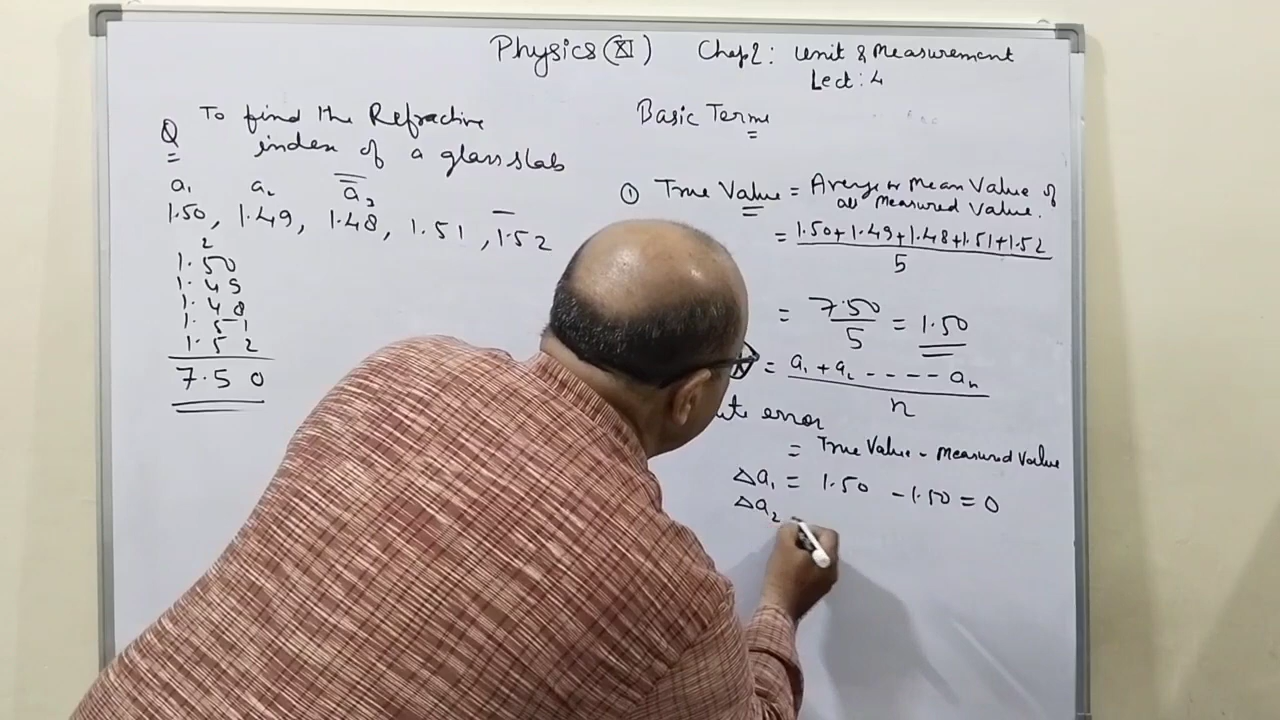 Physics (XI) Chap 2: Unit & Measurement
Lect: 4
Q To find the Refractive
index of a glass slab
a₁ a₂ a₃
1.50, 1.49, 1.48, 1.51, 1.52
2
1.50
1.49
1.48
1.51
1.52
7.50
Basic Terms
① True Value = Average or Mean Value of
all Measured Value.
= 1.50+1.49+1.48+1.51+1.52
5
= 7.50
5
= 1.50
= a₁ + a₂ - - - - aₙ
n
error
= True Value - Measured Value
Δa₁ = 1.50 - 1.50 = 0
Δa₂